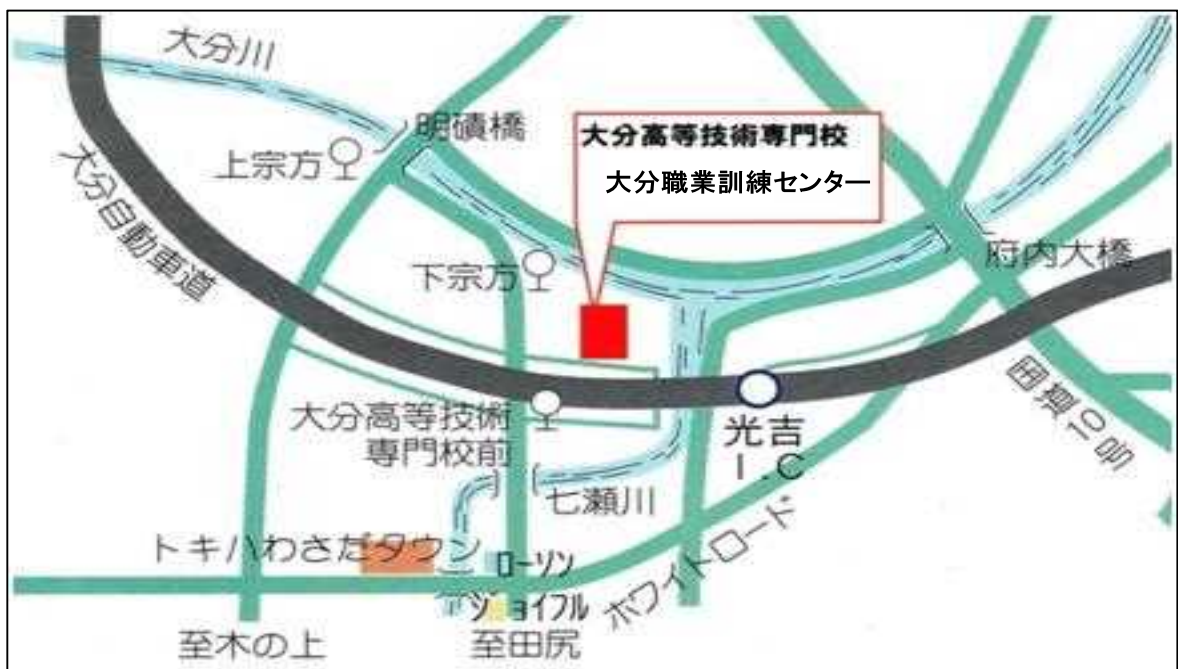 大分川
明磧橋
上宗方
大分高等技術専門校
大分職業訓練センター
大分自動車道
下宗方
府内大橋
大分高等技術
専門校前
光吉
I.C
国道10号
七瀬川
トキハわさだタウン
ローソン
ホワイトロード
ジョイフル
至木の上
至田尻